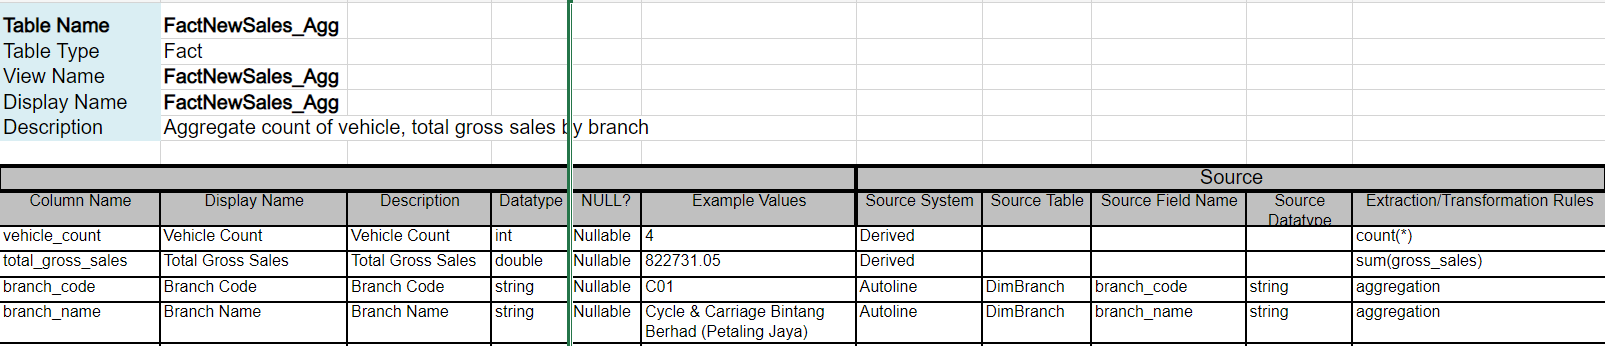 Table Name FactNewSales_Agg
Table Type Fact
View Name FactNewSales_Agg
Display Name FactNewSales_Agg
Description Aggregate count of vehicle, total gross sales by branch
Source
Column Name Display Name Description Datatype NULL? Example Values Source System Source Table Source Field Name Source Datatype Extraction/Transformation Rules
vehicle_count Vehicle Count Vehicle Count int Nullable 4 Derived count(*)
total_gross_sales Total Gross Sales Total Gross Sales double Nullable 822731.05 Derived sum(gross_sales)
branch_code Branch Code Branch Code string Nullable C01 Autoline DimBranch branch_code string aggregation
branch_name Branch Name Branch Name string Nullable Cycle & Carriage Bintang Autoline DimBranch branch_name string aggregation
Berhad (Petaling Jaya)